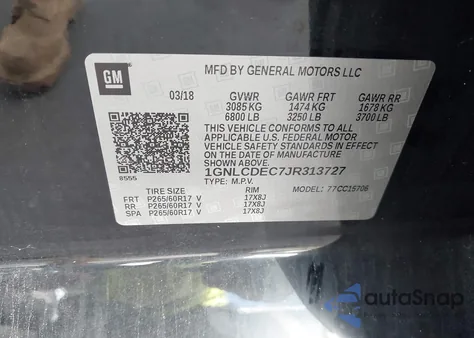 GM
MFD BY GENERAL MOTORS LLC
03/18 GVWR GAWR FRT GAWR RR
3085 KG 1474 KG 1678 KG
6800 LB 3250 LB 3700 LB
THIS VEHICLE CONFORMS TO ALL
APPLICABLE U.S. FEDERAL MOTOR
VEHICLE SAFETY STANDARDS IN EFFECT
ON THE DATE OF MANUFACTURE
SHOWN ABOVE.
8555
1GNLCDEC7JR313727
TYPE: M.P.V. MODEL: 77CC15706
TIRE SIZE RIM
FRT P265/60R17 V 17X8J
RR P265/60R17 V 17X8J
SPA P265/60R17 V 17X8J
autoSnap